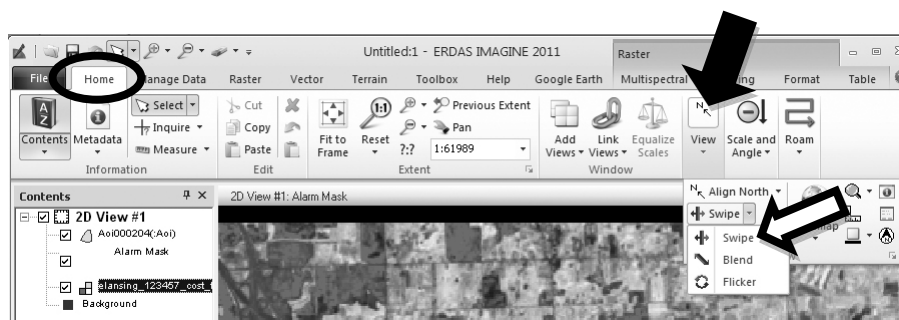 Untitled:1 - ERDAS IMAGINE 2011
Raster
File Home Manage Data Raster Vector Terrain Toolbox Help Google Earth Multispectral Format Table
Contents Metadata Select Inquire Measure
Cut Copy Paste
Fit to Frame Reset 1:1 ?:? Previous Extent Pan 1:61989
Add Views Link Views Equalize Scales
View Scale and Angle Roam
Information Edit Extent Window
Contents
2D View #1: Alarm Mask
N Align North
2D View #1
Swipe
Aoi000204(:Aoi)
Swipe
Alarm Mask
Blend
elansing_123457_cost_
Flicker
Background